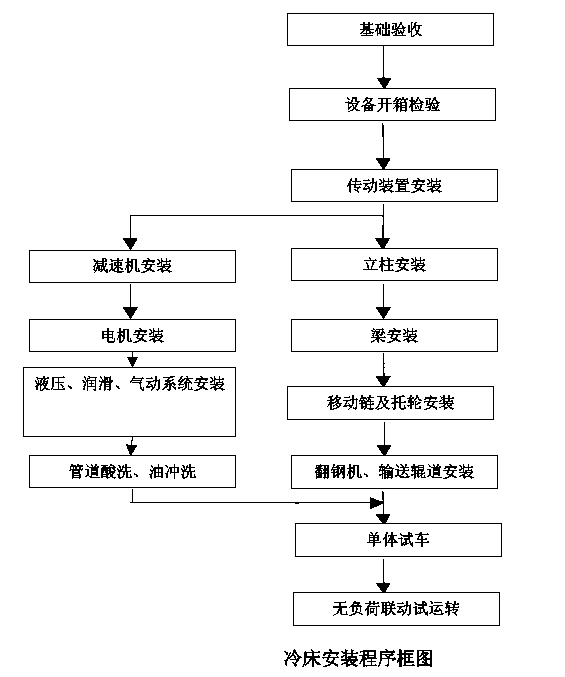 基础验收
设备开箱检验
传动装置安装
减速机安装
立柱安装
电机安装
梁安装
液压、润滑、气动系统安装
移动链及托轮安装
管道酸洗、油冲洗
翻钢机、输送辊道安装
单体试车
无负荷联动试运转
冷床安装程序框图